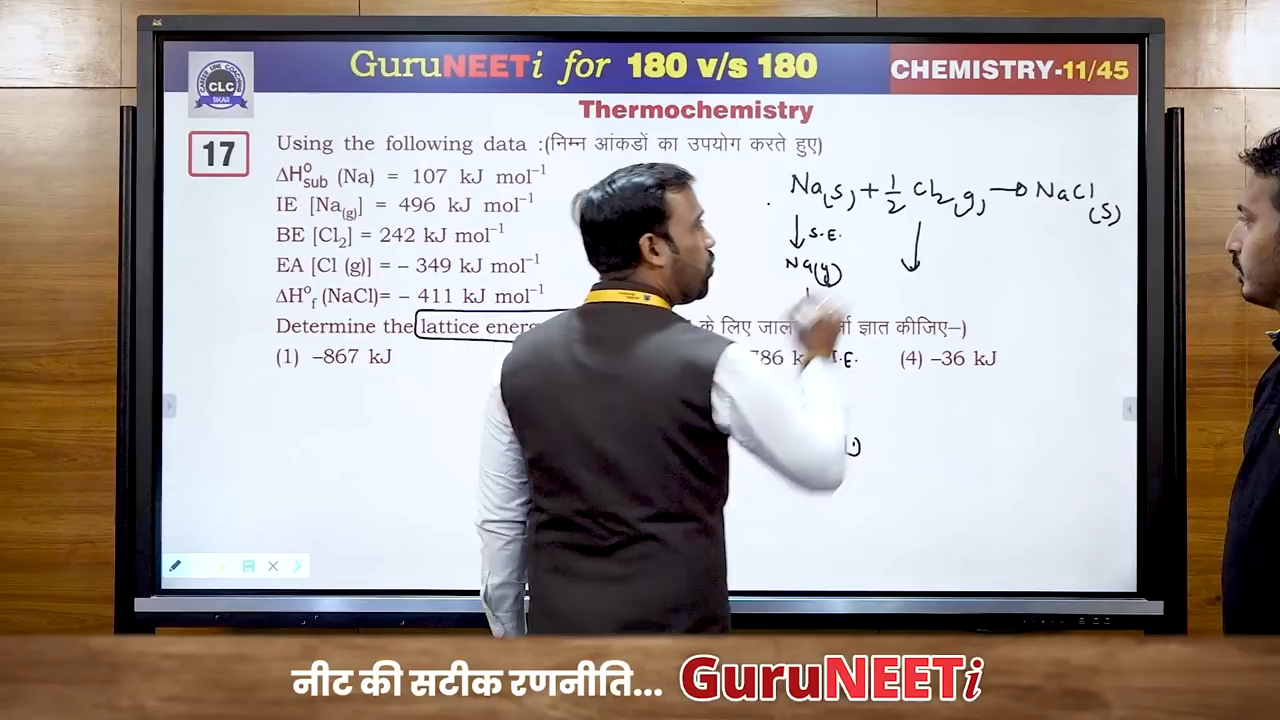 GuruNEETi for 180 v/s 180
CHEMISTRY-11/45
CAREER LINE COACHING
CLC
SIKAR
Thermochemistry
17
Using the following data :(निम्न आंकडों का उपयोग करते हुए)
ΔH°sub (Na) = 107 kJ mol⁻¹
IE [Na(g)] = 496 kJ mol⁻¹
BE [Cl₂] = 242 kJ mol⁻¹
EA [Cl (g)] = – 349 kJ mol⁻¹
ΔH°f (NaCl)= – 411 kJ mol⁻¹
Determine the lattice के लिए ज्ञात कीजिए–)
(1) –867 kJ (4) –36 kJ
Na(s) + 1/2 Cl₂(g) → NaCl(s)
↓ S.E. ↓
Na(g)
नीट की सटीक रणनीति... GuruNEETi